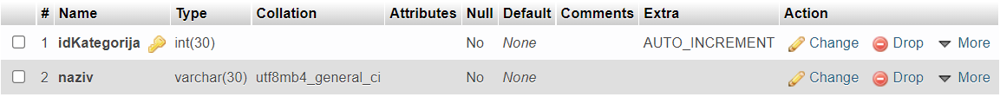 # Name Type Collation Attributes Null Default Comments Extra Action
1 idKategorija int(30) No None AUTO_INCREMENT Change Drop More
2 naziv varchar(30) utf8mb4_general_ci No None Change Drop More